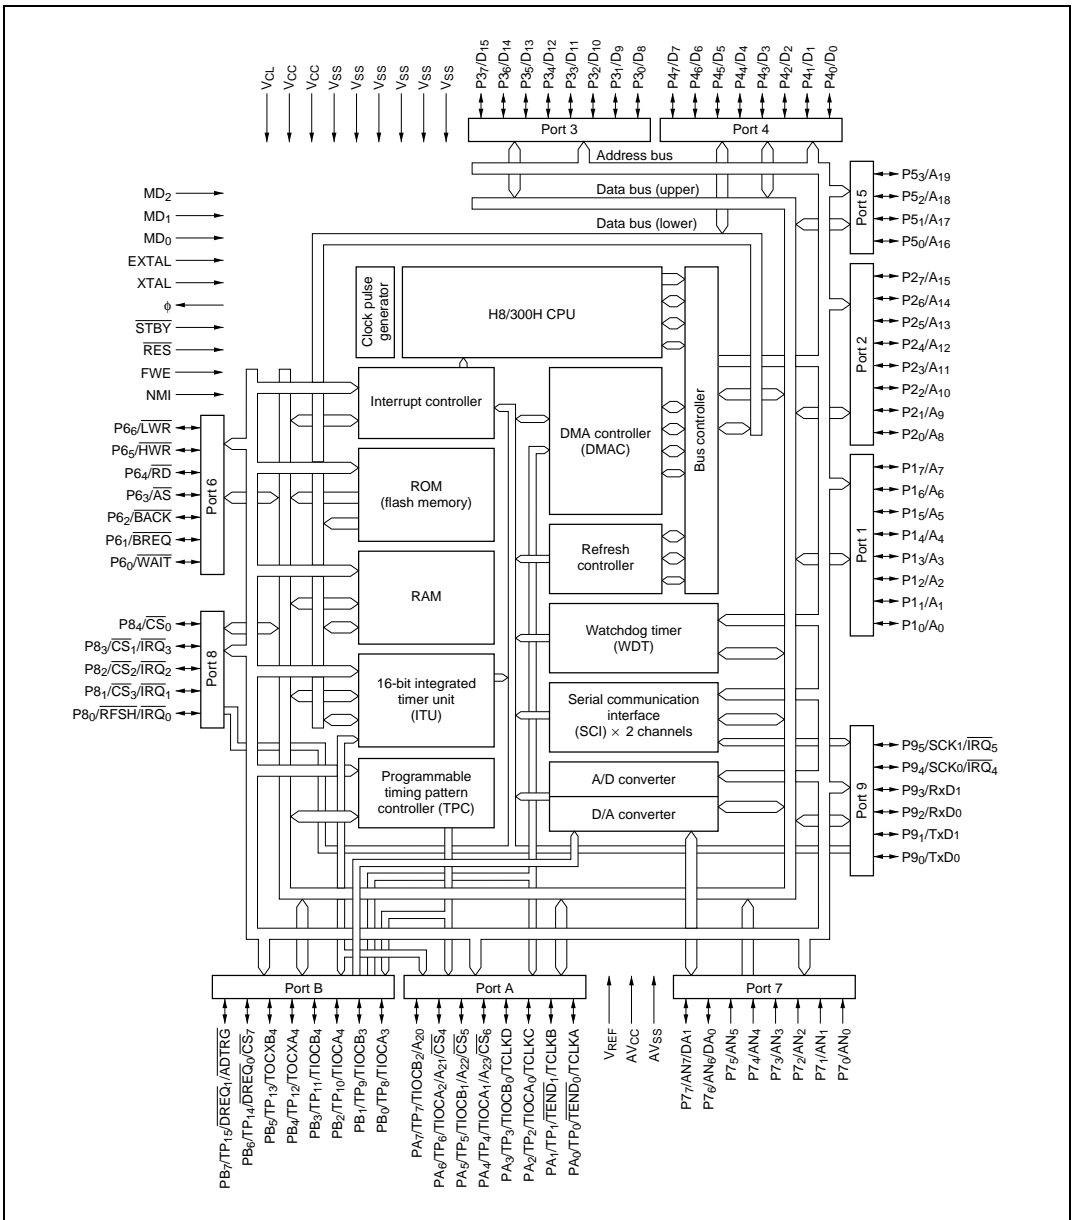 VCL
VCC
VCC
VSS
VSS
VSS
VSS
VSS
VSS
P37/D15
P36/D14
P35/D13
P34/D12
P33/D11
P32/D10
P31/D9
P30/D8
P47/D7
P46/D6
P45/D5
P44/D4
P43/D3
P42/D2
P41/D1
P40/D0
Port 3
Port 4
Address bus
Data bus (upper)
Data bus (lower)
MD2
MD1
MD0
EXTAL
XTAL
ϕ
STBY
RES
FWE
NMI
P66/LWR
P65/HWR
P64/RD
P63/AS
P62/BACK
P61/BREQ
P60/WAIT
Port 6
P84/CS0
P83/CS1/IRQ3
P82/CS2/IRQ2
P81/CS3/IRQ1
P80/RFSH/IRQ0
Port 8
Clock pulse
generator
H8/300H CPU
Interrupt controller
ROM
(flash memory)
RAM
16-bit integrated
timer unit
(ITU)
Programmable
timing pattern
controller (TPC)
DMA controller
(DMAC)
Refresh
controller
Bus controller
Watchdog timer
(WDT)
Serial communication
interface
(SCI) × 2 channels
A/D converter
D/A converter
Port 5
P53/A19
P52/A18
P51/A17
P50/A16
Port 2
P27/A15
P26/A14
P25/A13
P24/A12
P23/A11
P22/A10
P21/A9
P20/A8
Port 1
P17/A7
P16/A6
P15/A5
P14/A4
P13/A3
P12/A2
P11/A1
P10/A0
Port 9
P95/SCK1/IRQ5
P94/SCK0/IRQ4
P93/RxD1
P92/RxD0
P91/TxD1
P90/TxD0
Port B
Port A
Port 7
PB7/TP15/DREQ1/ADTRG
PB6/TP14/DREQ0/CS7
PB5/TP13/TOCXB4
PB4/TP12/TOCXA4
PB3/TP11/TIOCB4
PB2/TP10/TIOCA4
PB1/TP9/TIOCB3
PB0/TP8/TIOCA3
PA7/TP7/TIOCB2/A20
PA6/TP6/TIOCA2/A21/CS4
PA5/TP5/TIOCB1/A22/CS5
PA4/TP4/TIOCA1/A23/CS6
PA3/TP3/TIOCB0/TCLKD
PA2/TP2/TIOCA0/TCLKC
PA1/TP1/TEND1/TCLKB
PA0/TP0/TEND0/TCLKA
VREF
AVCC
AVSS
P77/AN7/DA1
P76/AN6/DA0
P75/AN5
P74/AN4
P73/AN3
P72/AN2
P71/AN1
P70/AN0